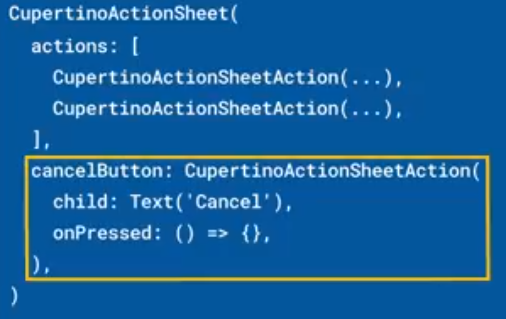 CupertinoActionSheet(
actions: [
CupertinoActionSheetAction(...),
CupertinoActionSheetAction(...),
],
cancelButton: CupertinoActionSheetAction(
child: Text('Cancel'),
onPressed: () => {},
),
)